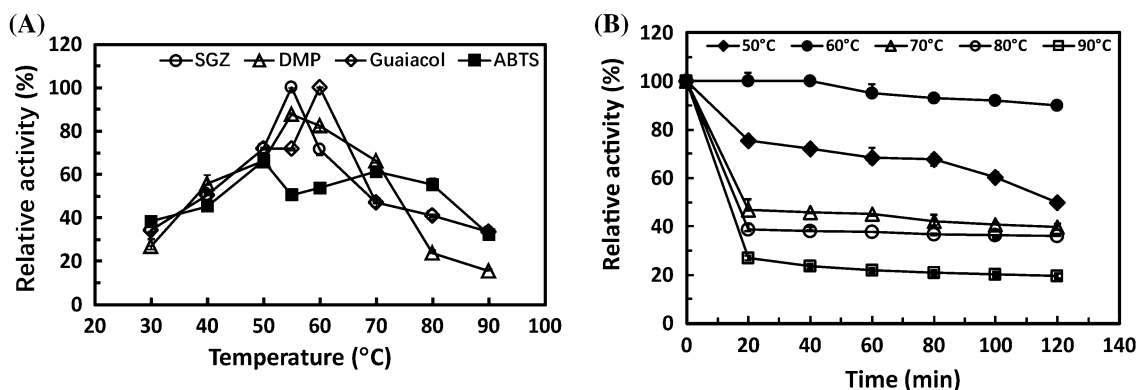 (A)
120
100
80
60
40
20
0
SGZ DMP Guaiacol ABTS
Relative activity (%)
20 30 40 50 60 70 80 90 100
Temperature (°C)
(B)
120
100
80
60
40
20
0
50°C 60°C 70°C 80°C 90°C
Relative activity (%)
0 20 40 60 80 100 120 140
Time (min)